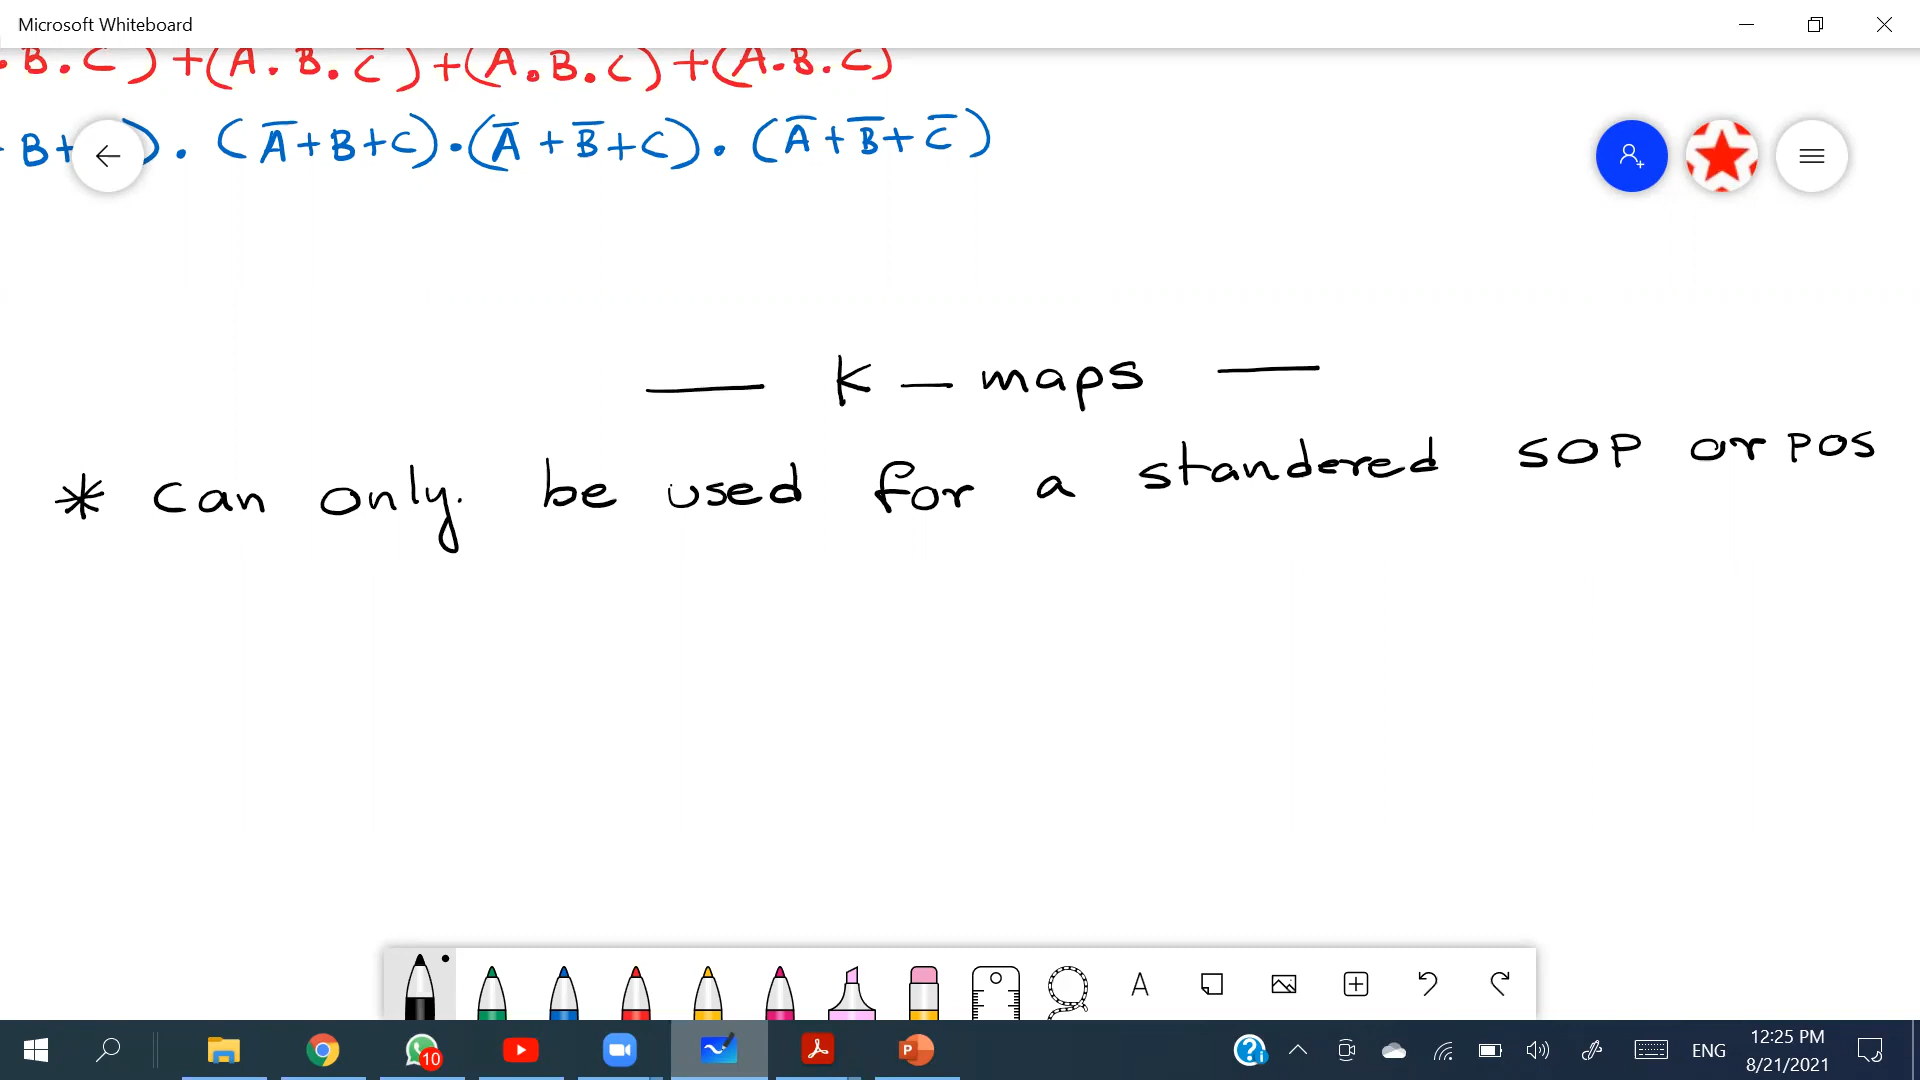 Microsoft Whiteboard
. B . C ) + (A . B . C̅ ) + (A . B . C) + (A . B . C)
B+ ) . ( A̅ + B + C) . ( A̅ + B̅ + C) . ( A̅ + B̅ + C̅ )
K - maps
* can only. be used for a standered SOP or POS
A
10
P
ENG
12:25 PM
8/21/2021